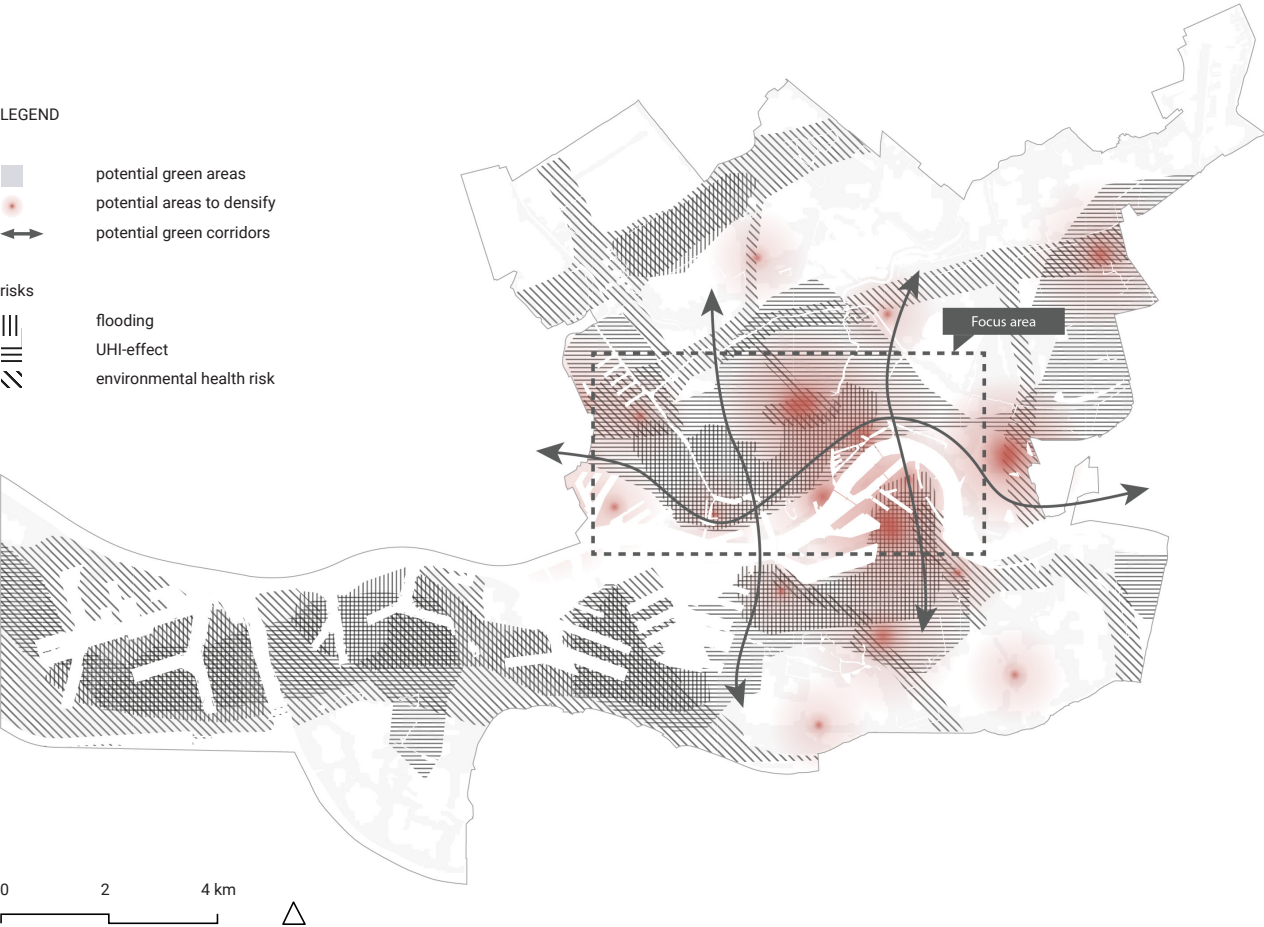 LEGEND
potential green areas
potential areas to densify
potential green corridors
risks
flooding
UHI-effect
environmental health risk
Focus area
0 2 4 km